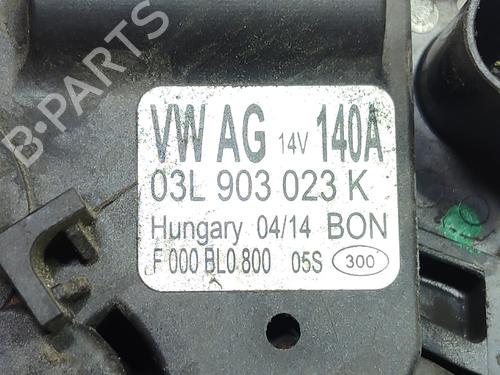 B-PARTS
VW AG 14V 140A
03L 903 023 K
Hungary 04/14 BON
F 000 BL0 800 05S 300